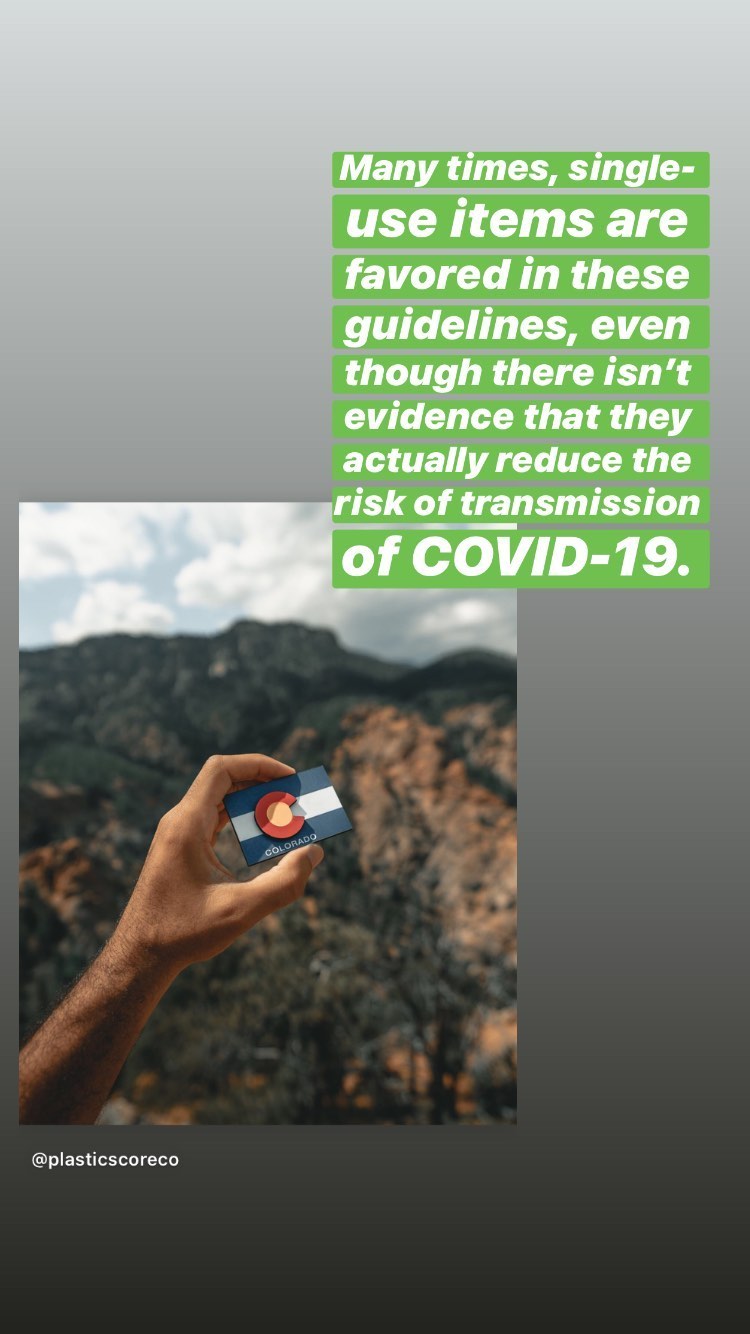 Many times, single-
use items are
favored in these
guidelines, even
though there isn't
evidence that they
actually reduce the
risk of transmission
of COVID-19.
COLORADO
@plasticscoreco